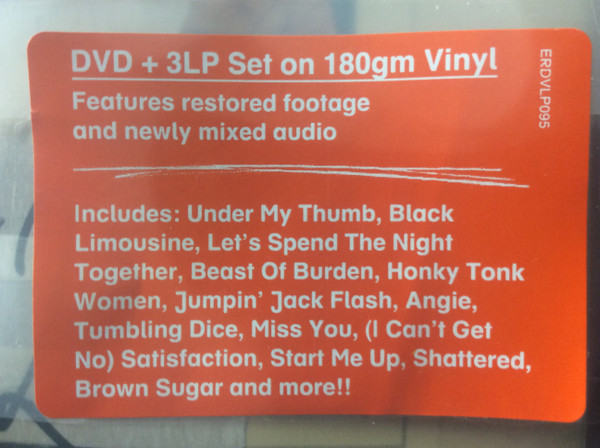 DVD + 3LP Set on 180gm Vinyl
ERDVLP095
Features restored footage
and newly mixed audio
Includes: Under My Thumb, Black
Limousine, Let's Spend The Night
Together, Beast Of Burden, Honky Tonk
Women, Jumpin' Jack Flash, Angie,
Tumbling Dice, Miss You, (I Can't Get
No) Satisfaction, Start Me Up, Shattered,
Brown Sugar and more!!